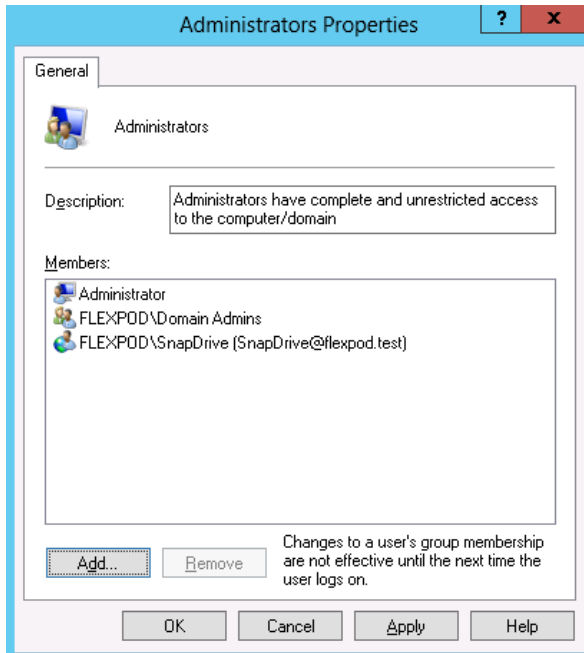 Administrators Properties
?
x
General
Administrators
Description:
Administrators have complete and unrestricted access
to the computer/domain
Members:
Administrator
FLEXPOD\Domain Admins
FLEXPOD\SnapDrive (SnapDrive@flexpod.test)
Add...
Remove
Changes to a user's group membership
are not effective until the next time the
user logs on.
OK
Cancel
Apply
Help